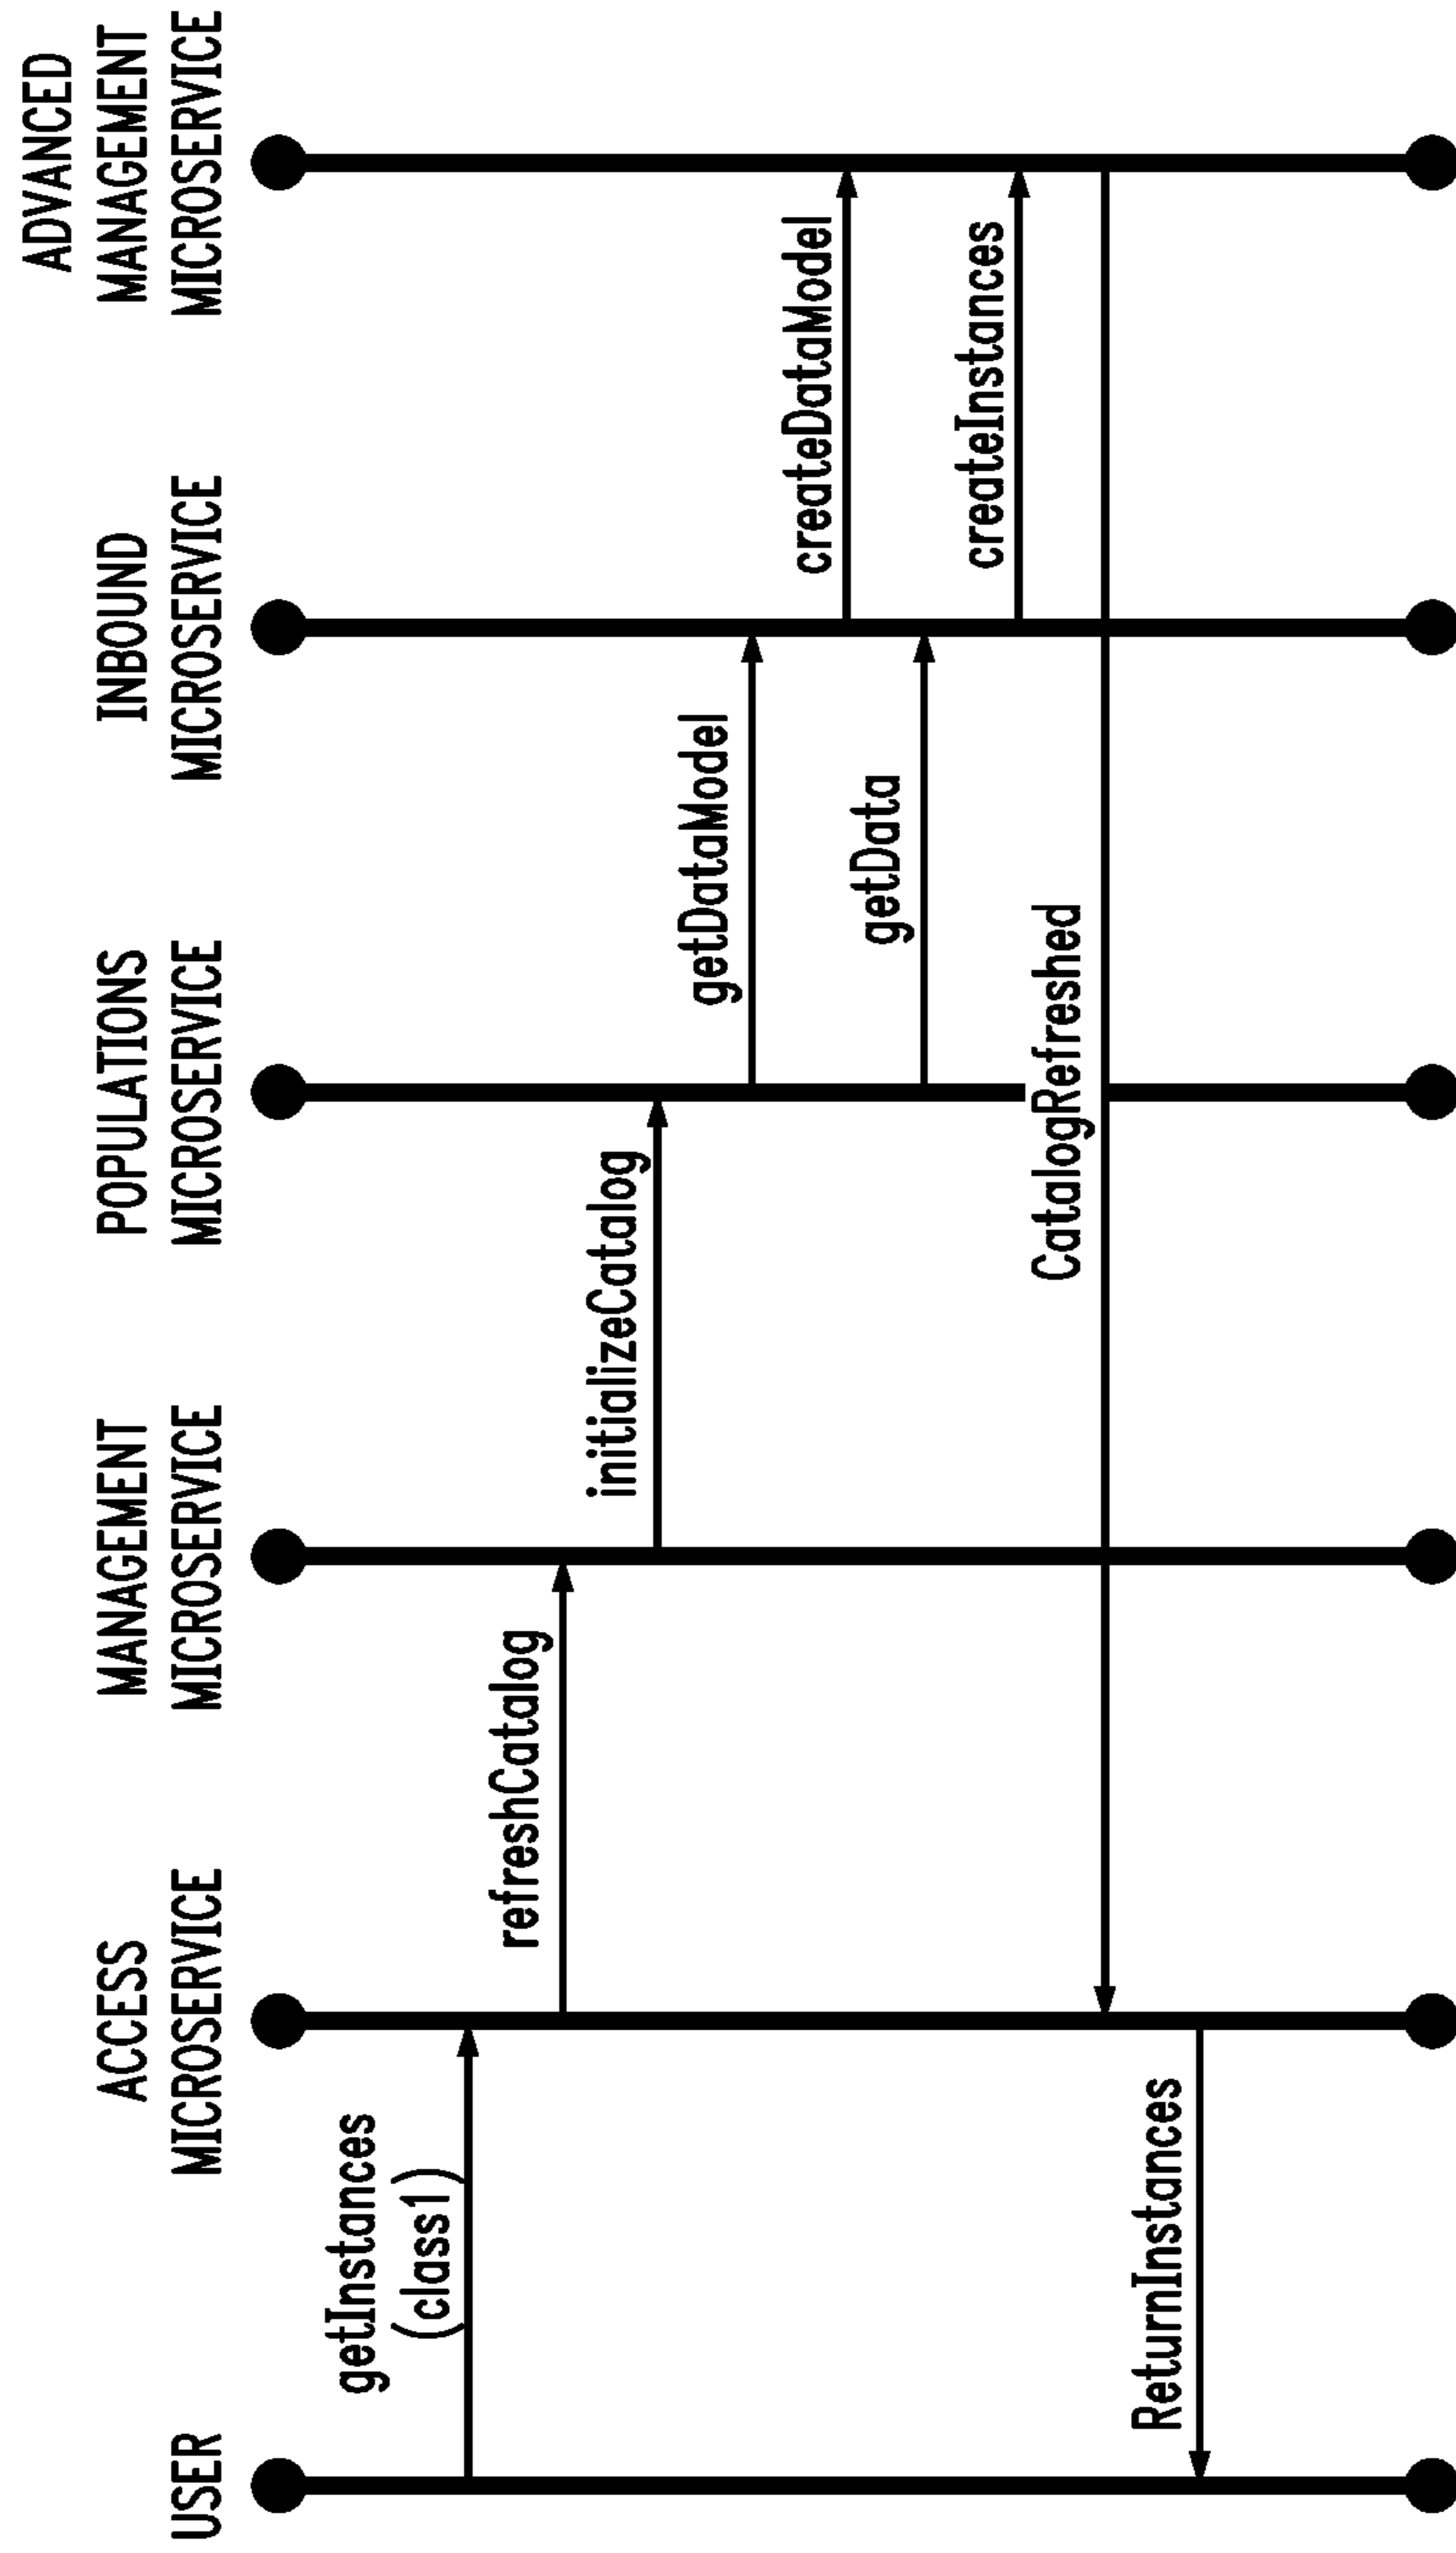 USER
ACCESS
MICROSERVICE
MANAGEMENT
MICROSERVICE
POPULATIONS
MICROSERVICE
INBOUND
MICROSERVICE
ADVANCED
MANAGEMENT
MICROSERVICE
getInstances
(class1)
refreshCatalog
initializeCatalog
getDataModel
createDataModel
getData
createInstances
CatalogRefreshed
ReturnInstances